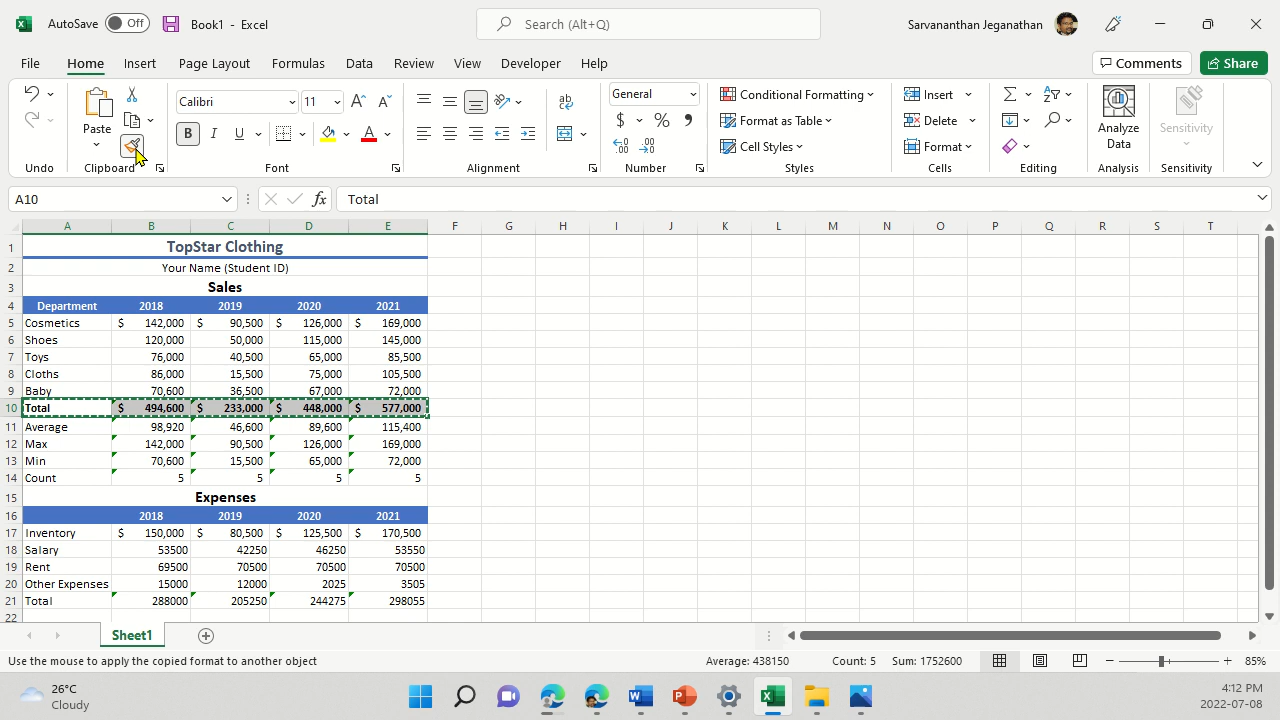 AutoSave Off Book1 - Excel Search (Alt+Q) Sarvananthan Jeganathan
File Home Insert Page Layout Formulas Data Review View Developer Help Comments Share
Paste Calibri 11 B I U A General $ % Conditional Formatting Format as Table Cell Styles Insert Delete Format Analyze Data Sensitivity
Undo Clipboard Font Alignment Number Styles Cells Editing Analysis Sensitivity
A10 fx Total
A B C D E F G H I J K L M N O P Q R S T
1 TopStar Clothing
2 Your Name (Student ID)
3 Sales
4 Department 2018 2019 2020 2021
5 Cosmetics $ 142,000 $ 90,500 $ 126,000 $ 169,000
6 Shoes 120,000 50,000 115,000 145,000
7 Toys 76,000 40,500 65,000 85,500
8 Cloths 86,000 15,500 75,000 105,500
9 Baby 70,600 36,500 67,000 72,000
10 Total $ 494,600 $ 233,000 $ 448,000 $ 577,000
11 Average 98,920 46,600 89,600 115,400
12 Max 142,000 90,500 126,000 169,000
13 Min 70,600 15,500 65,000 72,000
14 Count 5 5 5 5
15 Expenses
16 2018 2019 2020 2021
17 Inventory $ 150,000 $ 80,500 $ 125,500 $ 170,500
18 Salary 53500 42250 46250 53550
19 Rent 69500 70500 70500 70500
20 Other Expenses 15000 12000 2025 3505
21 Total 288000 205250 244275 298055
22
Sheet1
Use the mouse to apply the copied format to another object Average: 438150 Count: 5 Sum: 1752600 85%
26°C 4:12 PM
Cloudy 2022-07-08